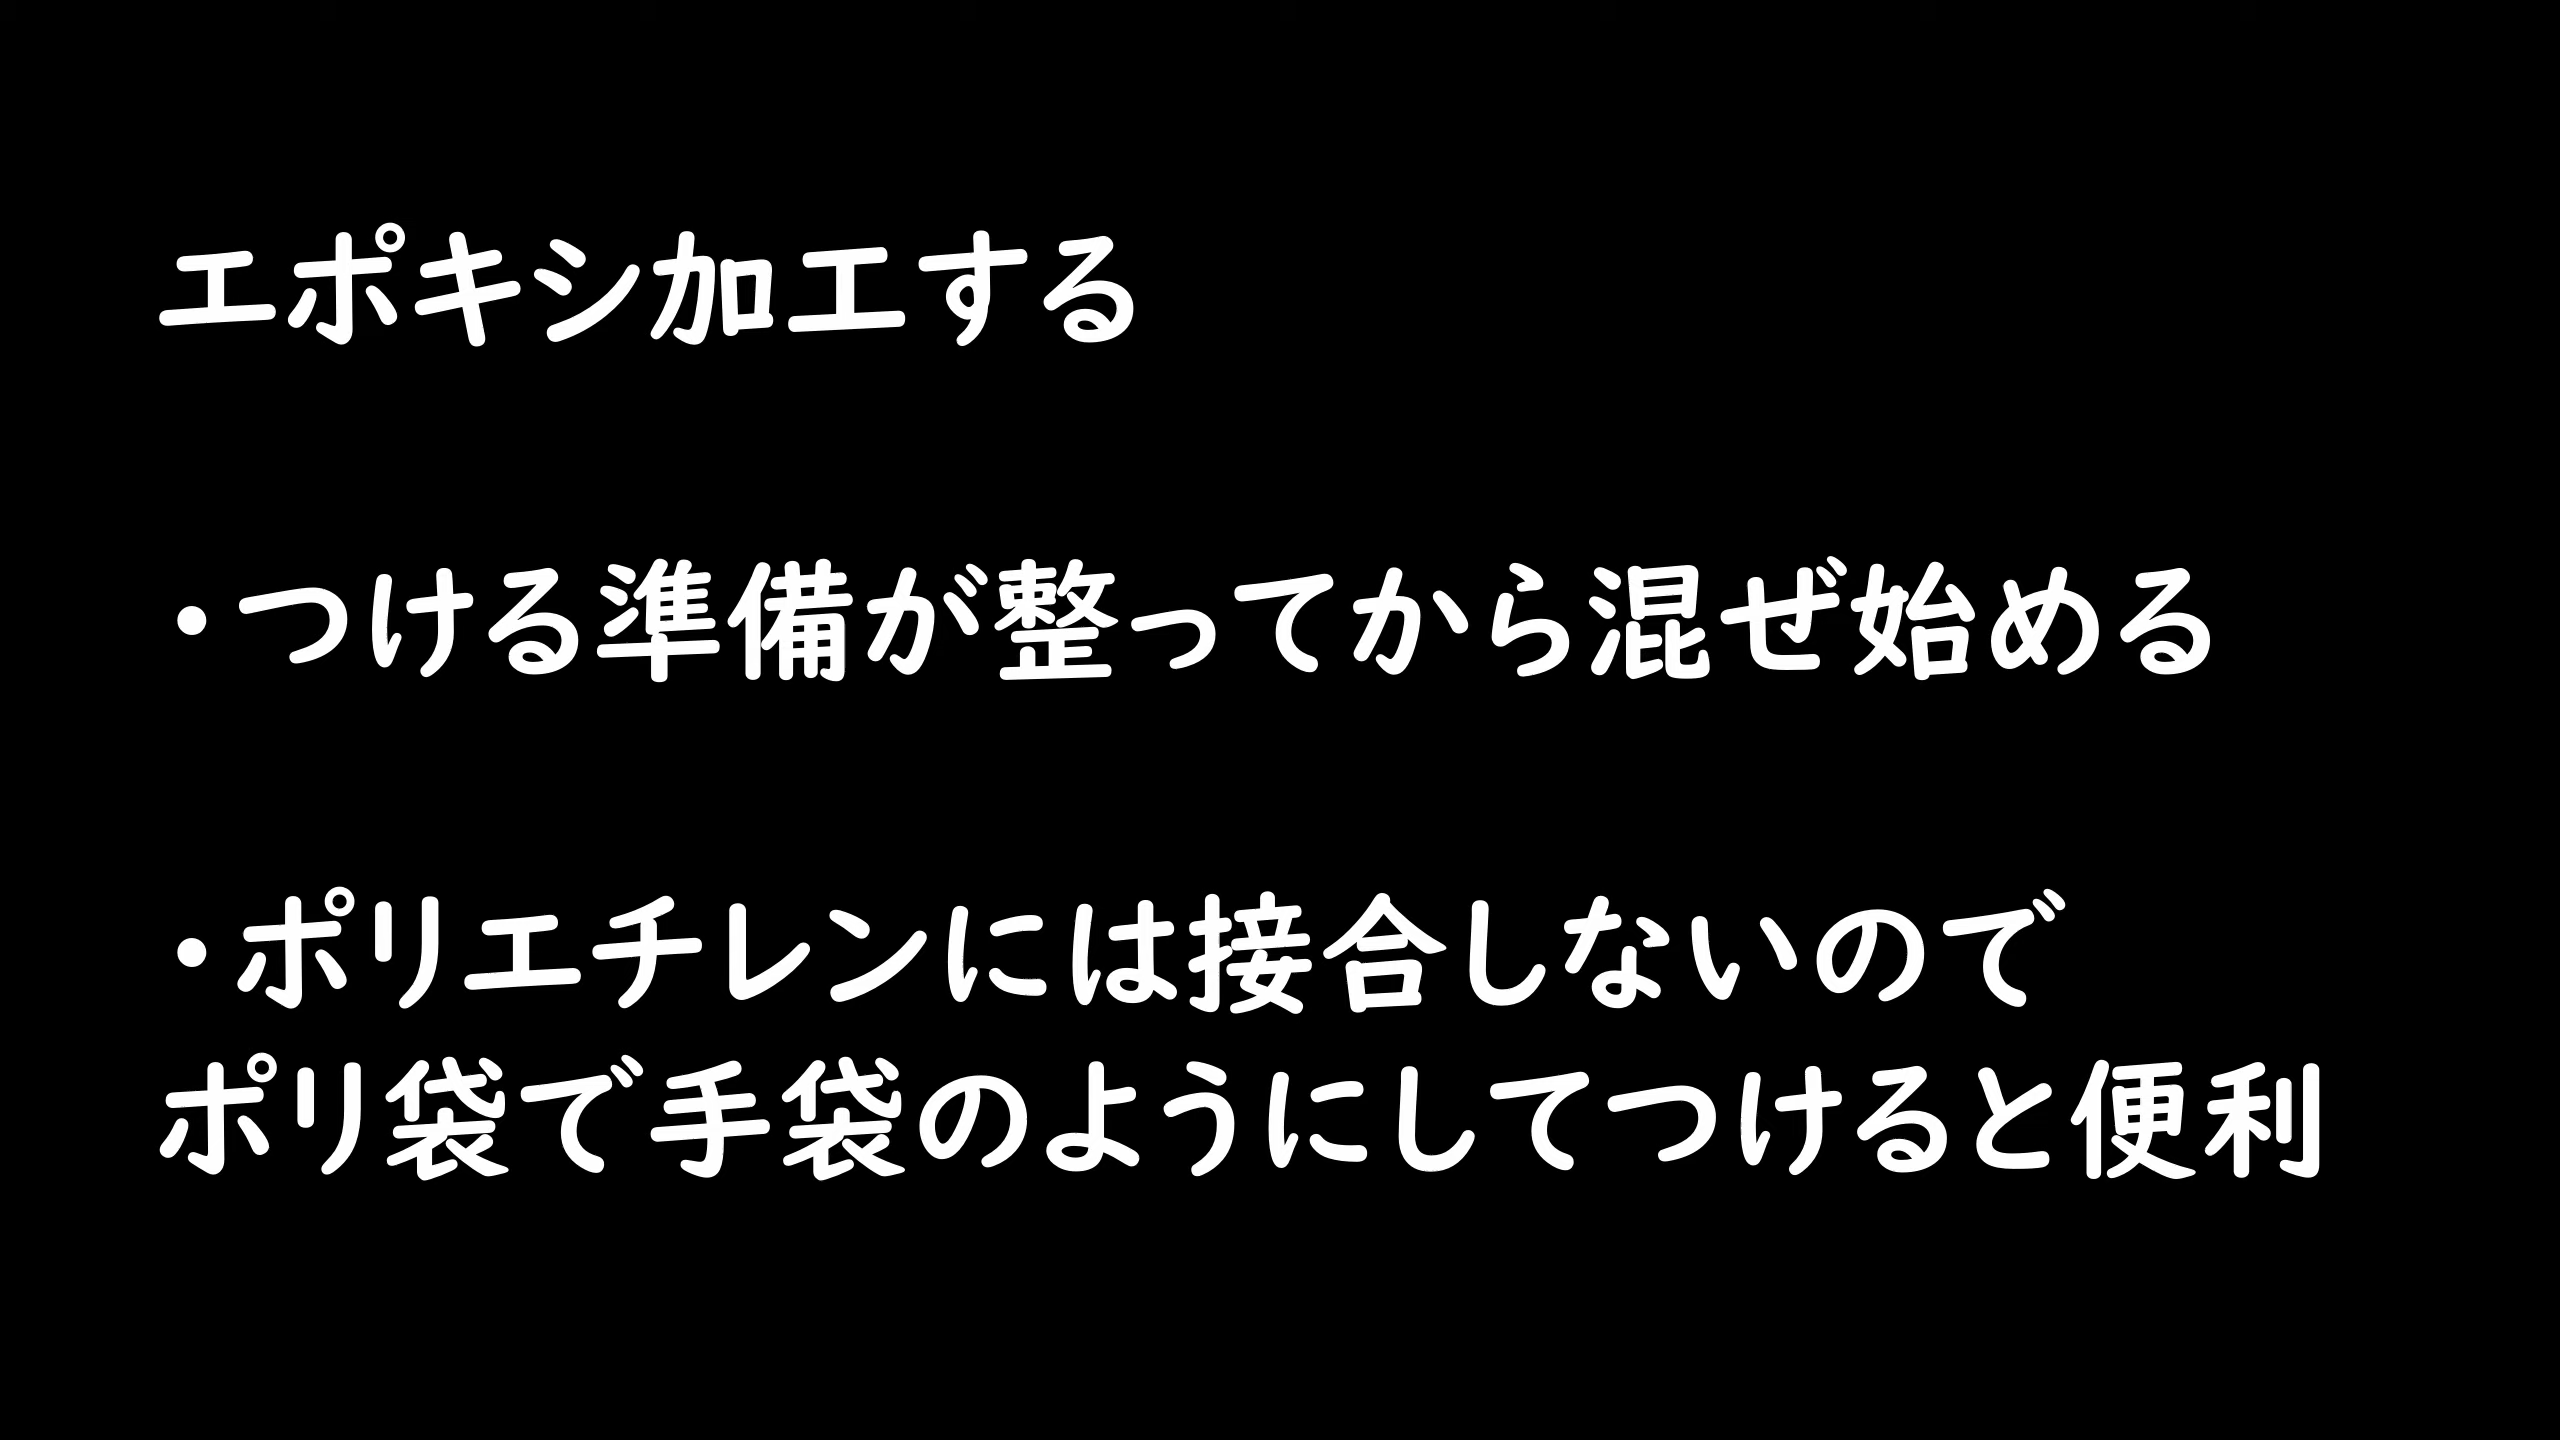 エポキシ加工する
・つける準備が整ってから混ぜ始める
・ポリエチレンには接合しないので
ポリ袋で手袋のようにしてつけると便利